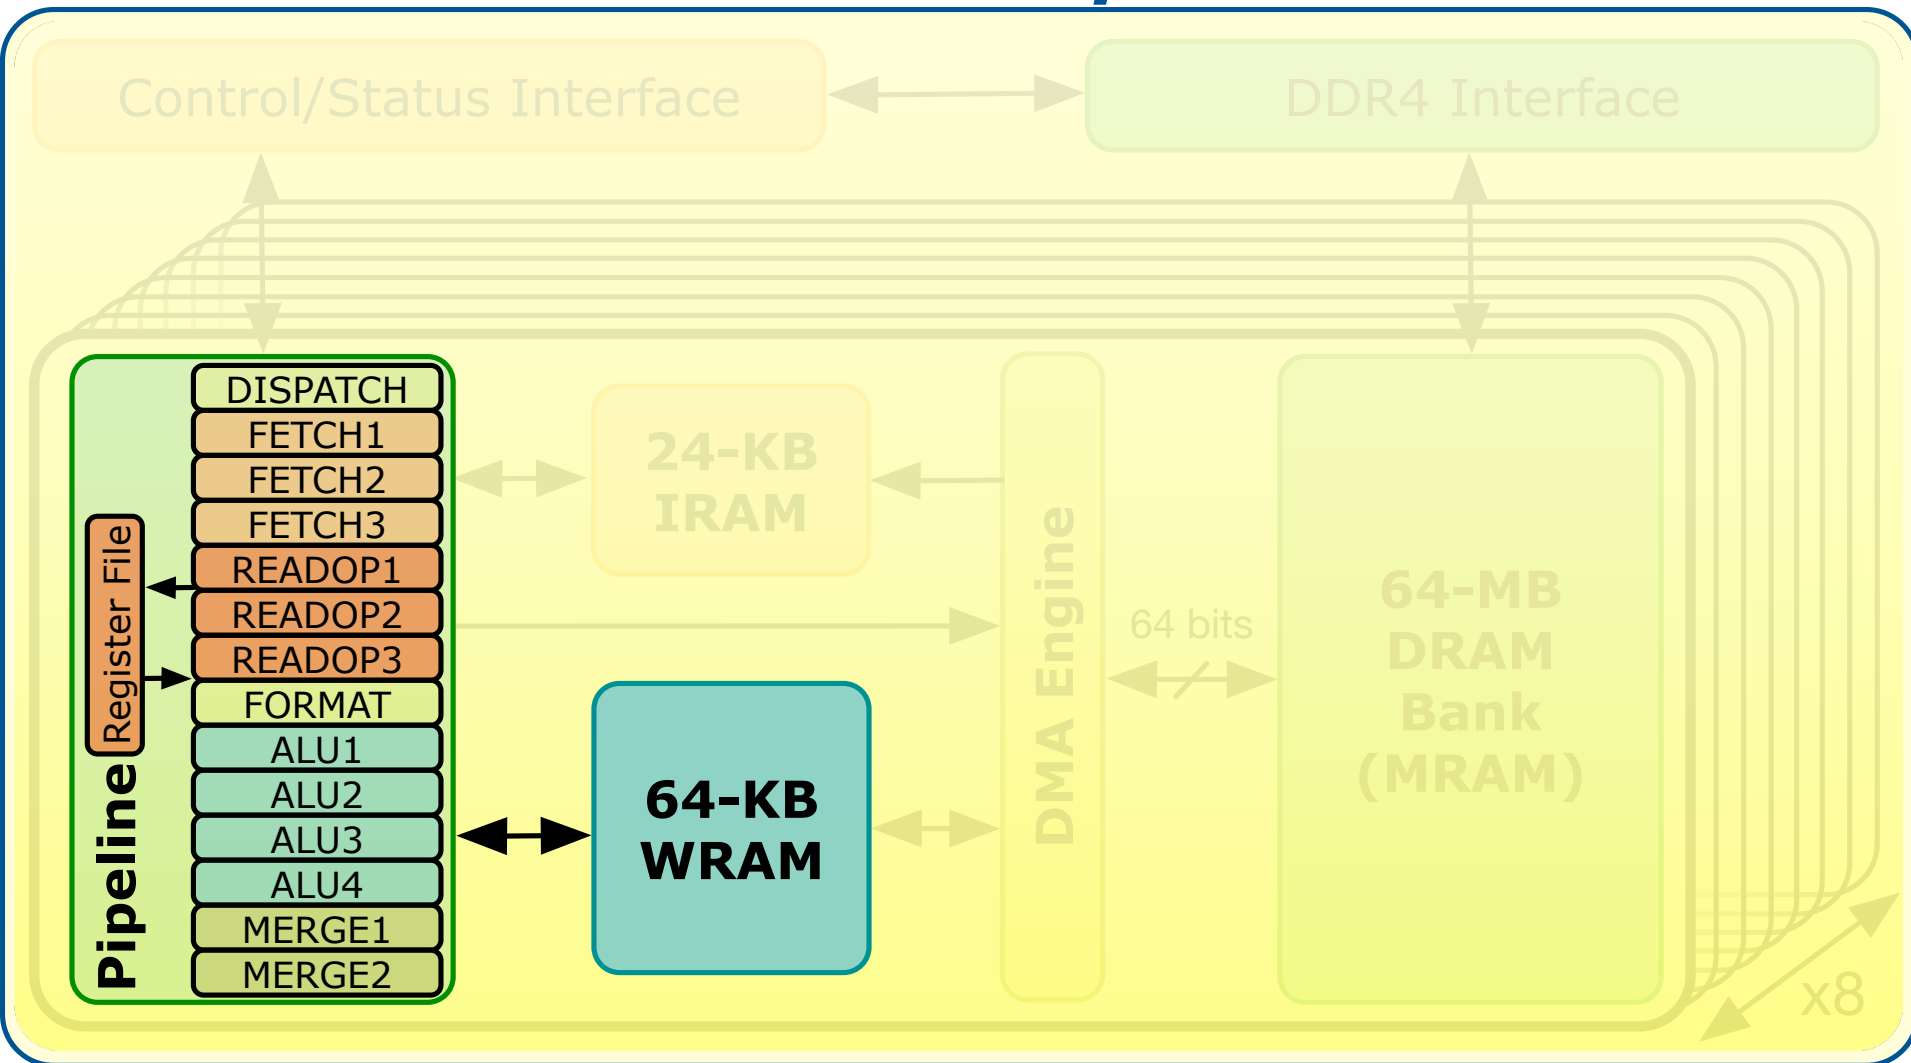 Control/Status Interface
DDR4 Interface
DISPATCH
FETCH1
FETCH2
FETCH3
READOP1
READOP2
READOP3
FORMAT
ALU1
ALU2
ALU3
ALU4
MERGE1
MERGE2
Register File
Pipeline
24-KB
IRAM
64-KB
WRAM
DMA Engine
64 bits
64-MB
DRAM
Bank
(MRAM)
x8